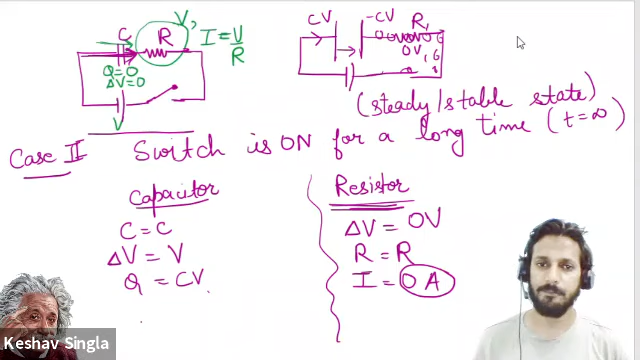 C
R
V,
I = V/R
Q=0
ΔV=0
V
CV
-CV
R,
0V,
(steady/stable state)
Case II Switch is ON for a long time (t=∞)
Capacitor
C = C
ΔV = V
Q = CV
Resistor
ΔV = 0V
R = R
I = 0 A
Keshav Singla